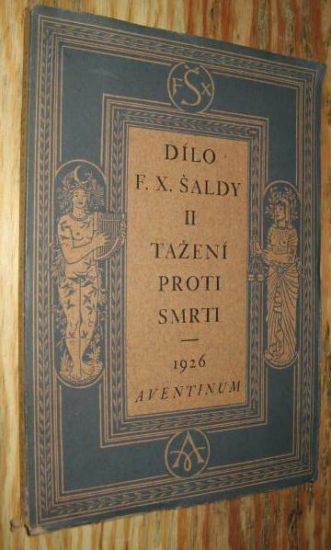 FŠX
DÍLO
F. X. ŠALDY
II
TAŽENÍ
PROTI
SMRTI
—
1926
AVENTINUM
A